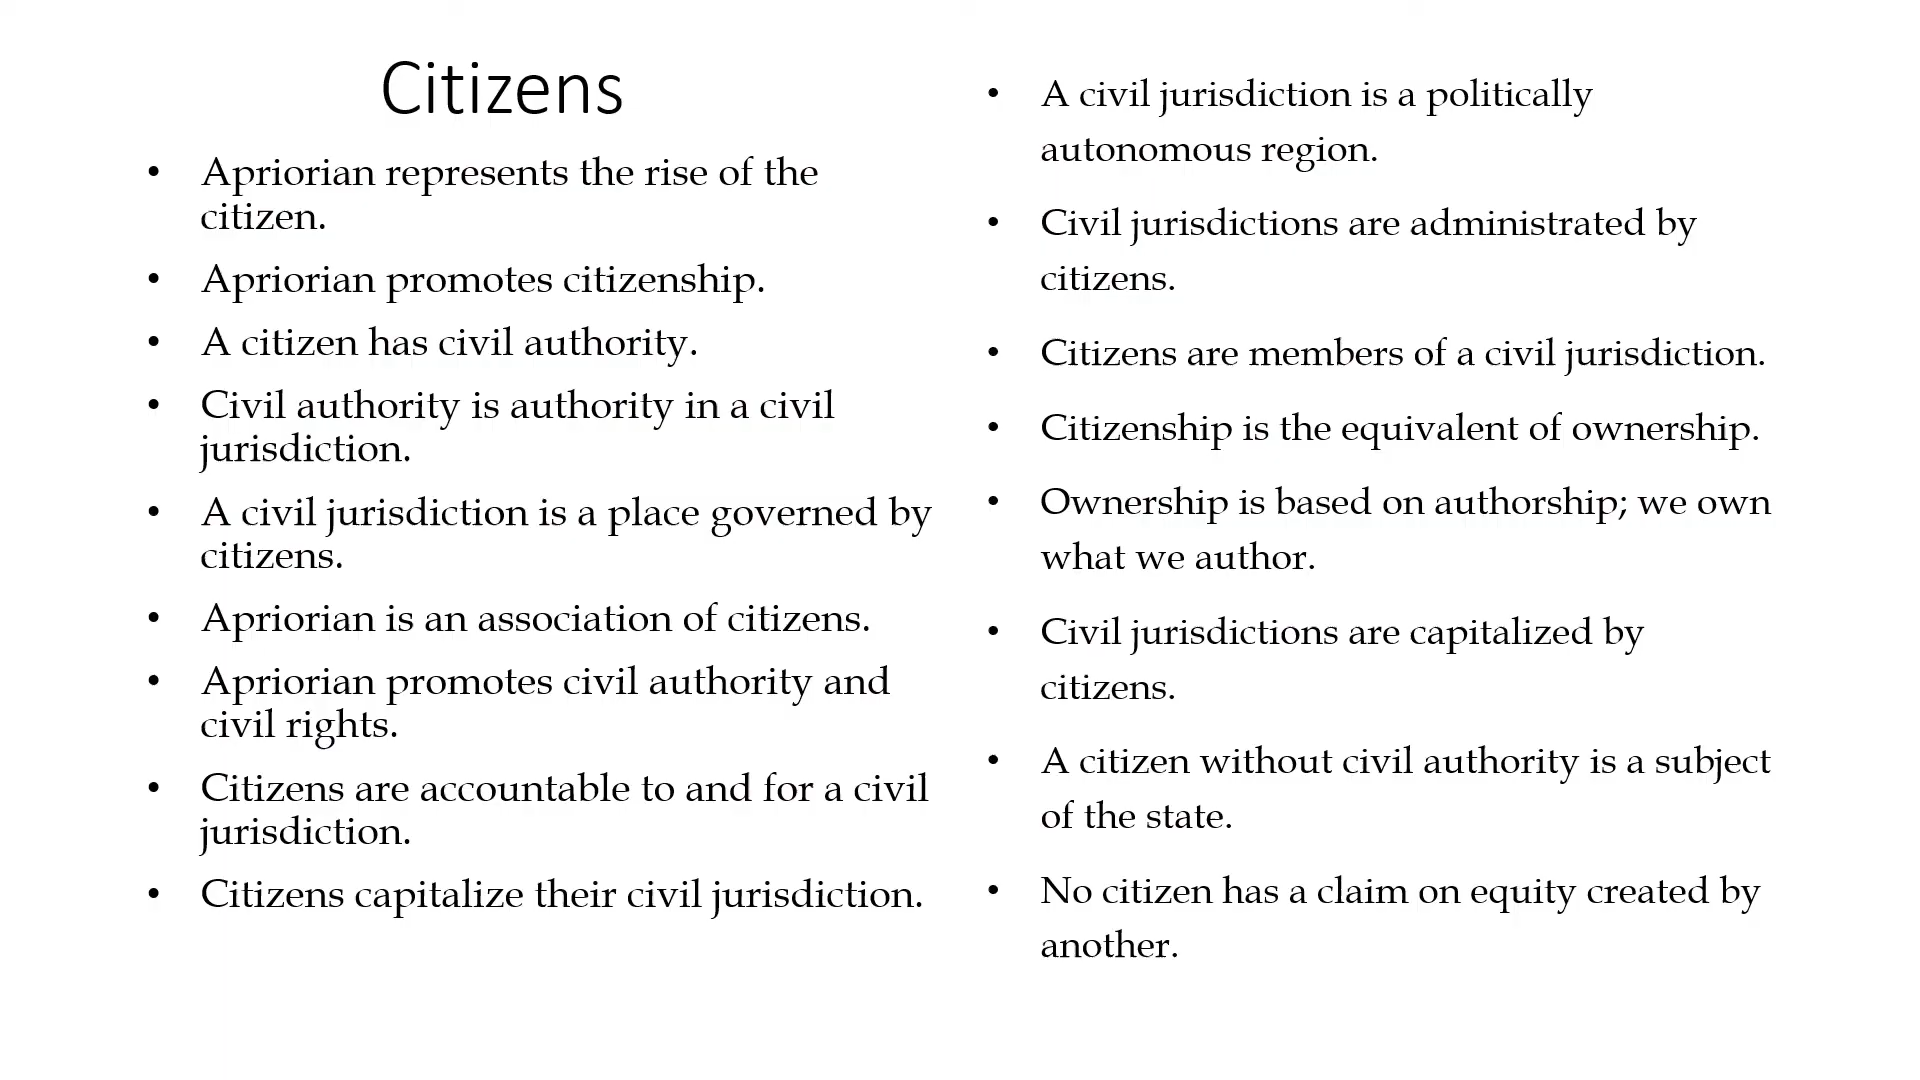 Citizens
• Apriorian represents the rise of the
citizen.
• Apriorian promotes citizenship.
• A citizen has civil authority.
• Civil authority is authority in a civil
jurisdiction.
• A civil jurisdiction is a place governed by
citizens.
• Apriorian is an association of citizens.
• Apriorian promotes civil authority and
civil rights.
• Citizens are accountable to and for a civil
jurisdiction.
• Citizens capitalize their civil jurisdiction.
• A civil jurisdiction is a politically
autonomous region.
• Civil jurisdictions are administrated by
citizens.
• Citizens are members of a civil jurisdiction.
• Citizenship is the equivalent of ownership.
• Ownership is based on authorship; we own
what we author.
• Civil jurisdictions are capitalized by
citizens.
• A citizen without civil authority is a subject
of the state.
• No citizen has a claim on equity created by
another.